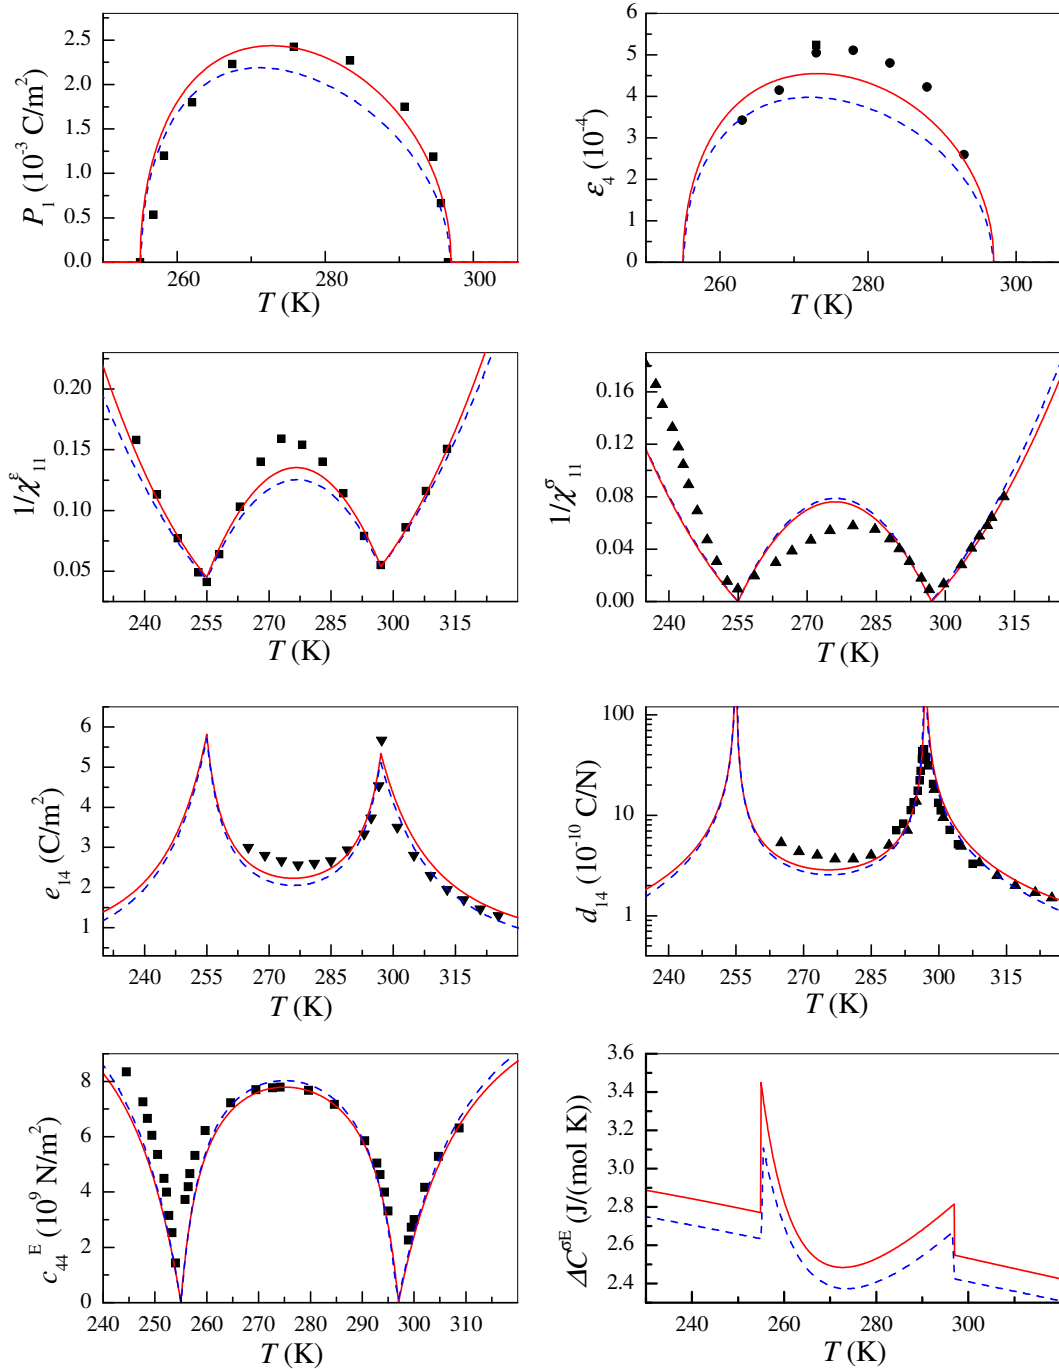 2.5
2.0
1.5
1.0
0.5
0.0
P₁ (10⁻³ C/m²)
260 280 300
T (K)
6
5
4
3
2
1
0
ε₄ (10⁻⁴)
260 280 300
T (K)
0.20
0.15
0.10
0.05
1/χ₁₁^ε
240 255 270 285 300 315
T (K)
0.16
0.12
0.08
0.04
0.00
1/χ₁₁^σ
240 255 270 285 300 315
T (K)
6
5
4
3
2
1
e₁₄ (C/m²)
240 255 270 285 300 315
T (K)
100
10
1
d₁₄ (10⁻¹⁰ C/N)
240 255 270 285 300 315
T (K)
8
6
4
2
0
c₄₄^E (10⁹ N/m²)
240 250 260 270 280 290 300 310
T (K)
3.6
3.4
3.2
3.0
2.8
2.6
2.4
ΔC^σE (J/(mol K))
240 260 280 300
T (K)